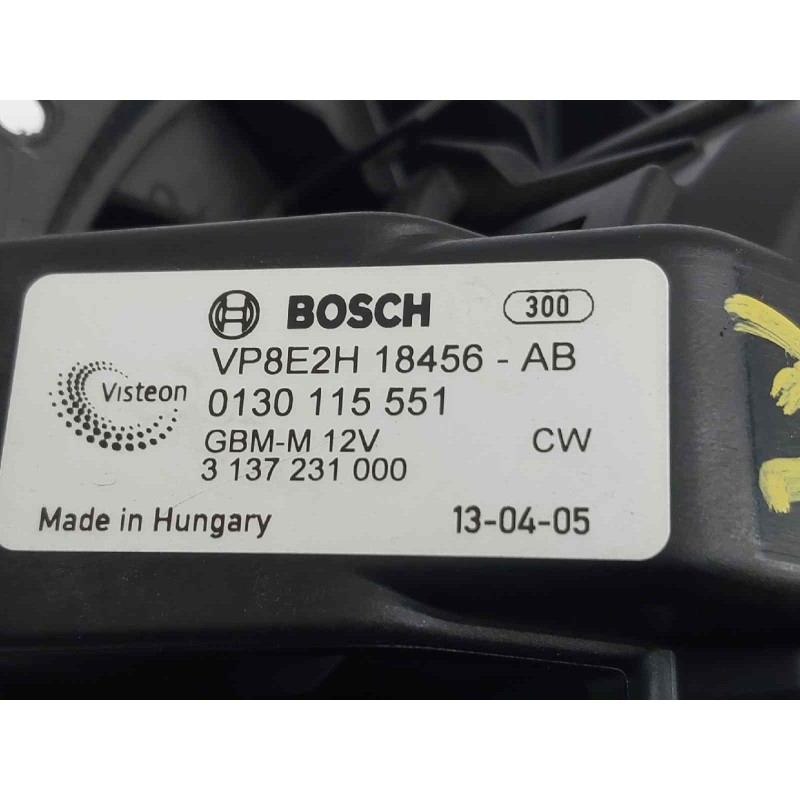 BOSCH 300
VP8E2H 18456 - AB
Visteon
0130 115 551
GBM-M 12V CW
3 137 231 000
Made in Hungary 13-04-05